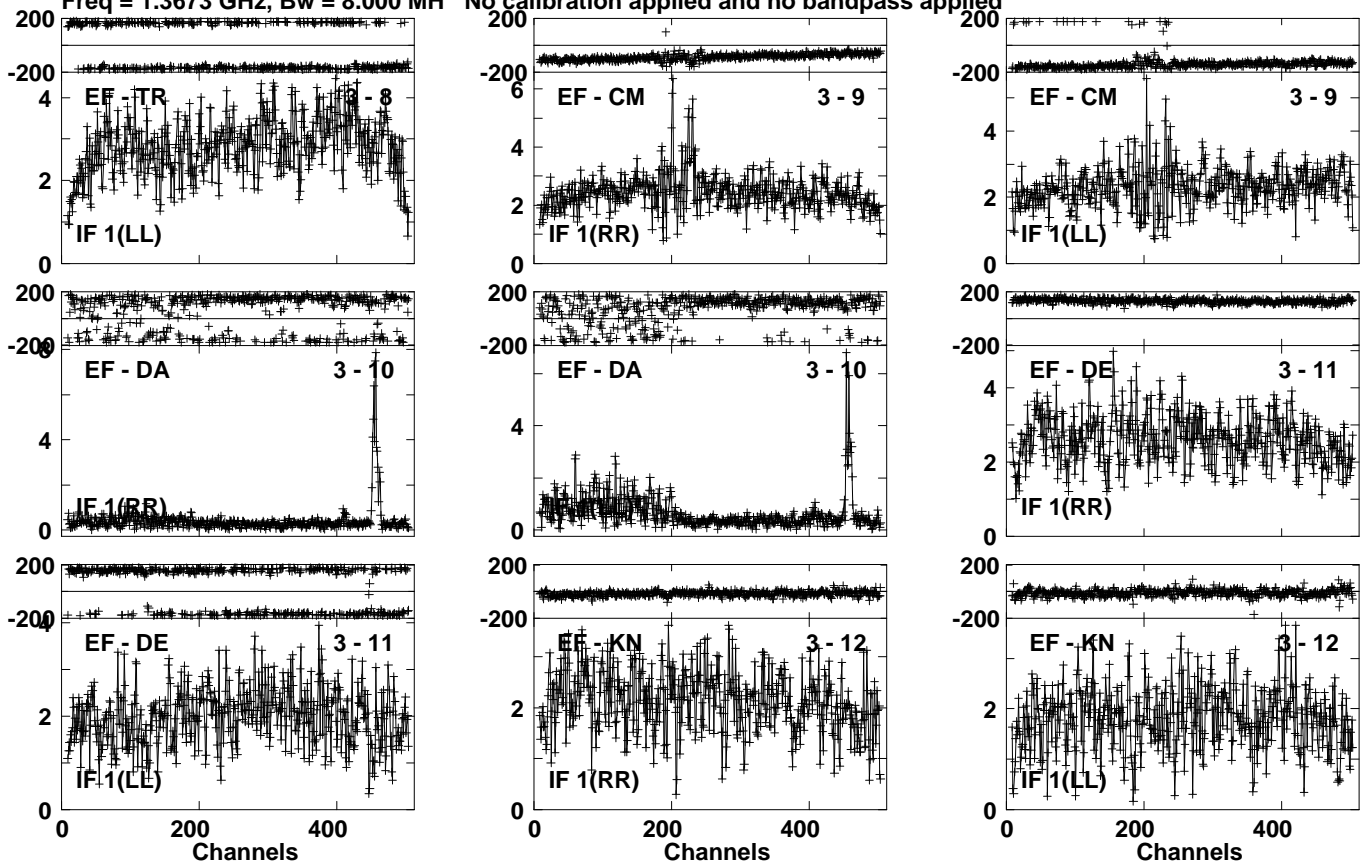 Freq = 1.3673 GHz, Bw = 8.000 MH No calibration applied and no bandpass applied
200 200 200
-200 -200 -200
EF - TR 3 - 8 EF - CM 3 - 9 EF - CM 3 - 9
4 6 4
2 4 2
0 2 0
0
IF 1(LL) IF 1(RR) IF 1(LL)
200 200 200
-200 -200 -200
8
EF - DA 3 - 10 EF - DA 3 - 10 EF - DE 3 - 11
4 4 4
2
0 0 0
IF 1(RR) IF 1(RR)
200 200 200
-200 -200 -200
4
EF - DE 3 - 11 EF - KN 3 - 12 EF - KN 3 - 12
2 2 2
IF 1(LL) IF 1(RR) IF 1(LL)
0 0 0
0 200 400 0 200 400 0 200 400
Channels Channels Channels